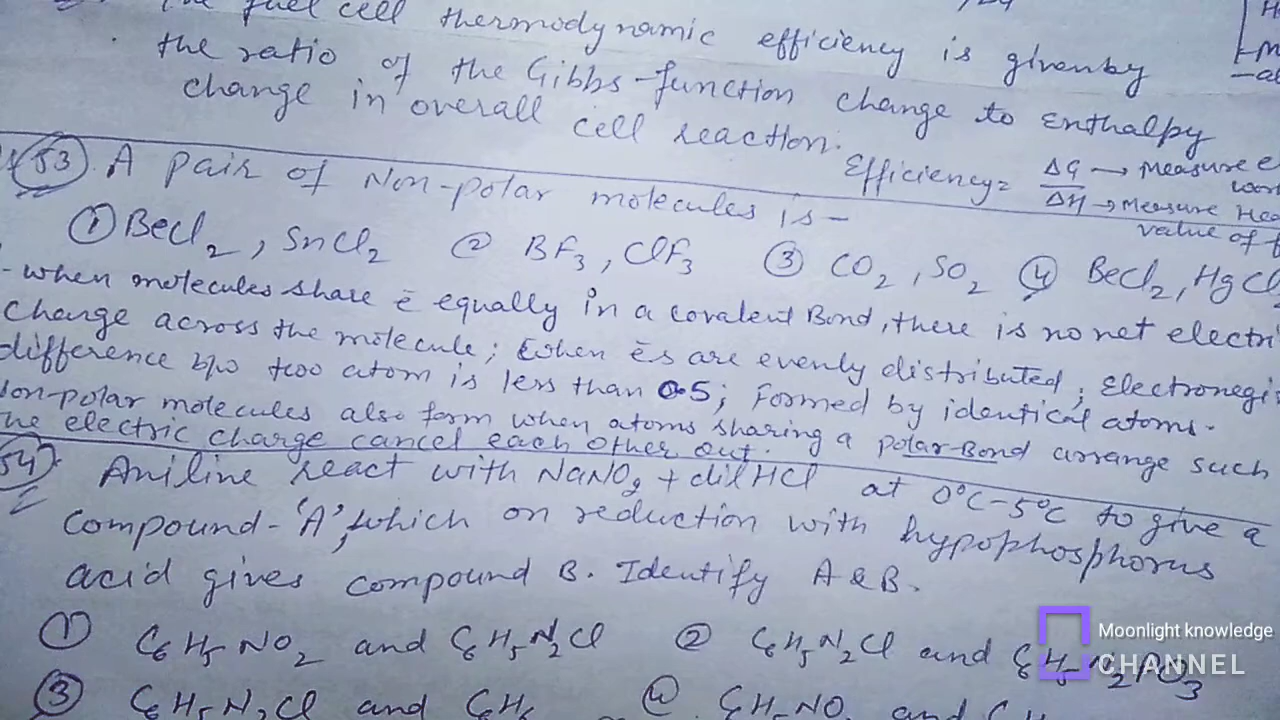 The fuel cell thermodynamic efficiency is given by
the ratio of the Gibbs-function change to Enthalpy
change in overall cell reaction.
Efficiency = ΔG → Measure
ΔH → Measure Hea
value of f
53) A pair of Non-polar molecules is -
① BeCl2, SnCl2 ② BF3, ClF3 ③ CO2, SO2 ④ BeCl2, HgCl
- when molecules share ē equally in a covalent Bond, there is no net electri
change across the molecule; when ēs are evenly distributed; Electronegi
difference b/w two atom is less than 0.5; formed by identical atoms.
Non-polar molecules also form when atoms sharing a polar-Bond arrange such
the electric charge cancel each other out.
54) Aniline react with NaNO2 + dil HCl at 0°C-5°C to give a
compound-'A', which on reduction with hypophosphorus
acid gives compound B. Identify A & B.
① C6H5NO2 and C6H5N2Cl ② C6H5N2Cl and C6H5N2PO3
③ C6H5N2Cl and C6H6 ④ C6H5NO2 and C6H
Moonlight knowledge
CHANNEL